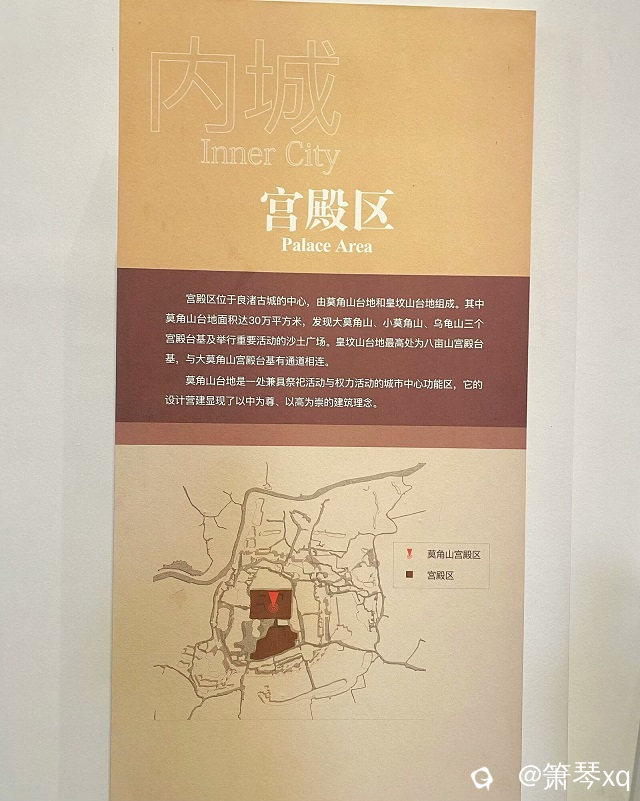 内城
Inner City
宫殿区
Palace Area
宫殿区位于良渚古城的中心，由莫角山台地和皇坟山台地组成。其中
莫角山台地面积达30万平方米，发现大莫角山、小莫角山、乌龟山三个
宫殿台基及举行重要活动的沙土广场。皇坟山台地最高处为八亩山宫殿台
基，与大莫角山宫殿台基有通道相连。
莫角山台地是一处兼具祭祀活动与权力活动的城市中心功能区，它的
设计营建显现了以中为尊、以高为崇的建筑理念。
莫角山宫殿区
宫殿区
@箫琴xq